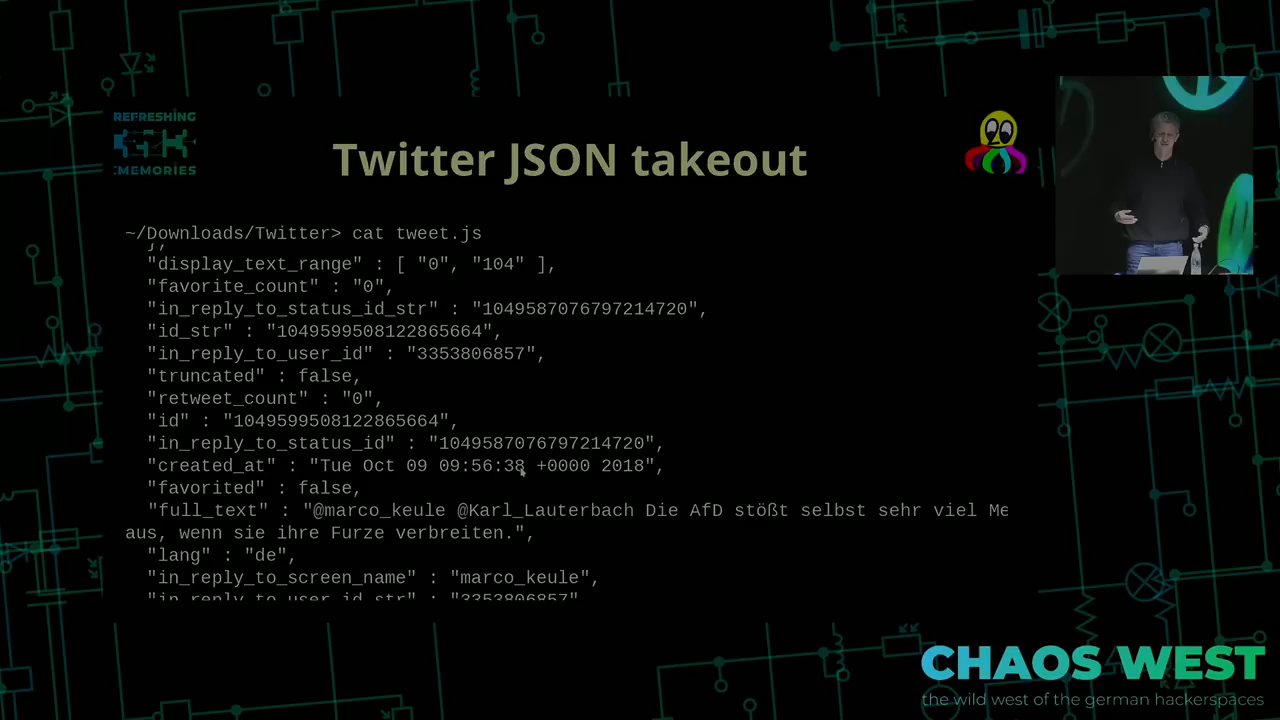 REFRESHING
MEMORIES
Twitter JSON takeout
~/Downloads/Twitter> cat tweet.js
},
"display_text_range" : [ "0", "104" ],
"favorite_count" : "0",
"in_reply_to_status_id_str" : "1049587076797214720",
"id_str" : "1049599508122865664",
"in_reply_to_user_id" : "3353806857",
"truncated" : false,
"retweet_count" : "0",
"id" : "1049599508122865664",
"in_reply_to_status_id" : "1049587076797214720",
"created_at" : "Tue Oct 09 09:56:38 +0000 2018",
"favorited" : false,
"full_text" : "@marco_keule @Karl_Lauterbach Die AfD stößt selbst sehr viel Me
aus, wenn sie ihre Furze verbreiten.",
"lang" : "de",
"in_reply_to_screen_name" : "marco_keule",
"in_reply_to_user_id_str" : "3353806857"
CHAOS WEST
the wild west of the german hackerspaces